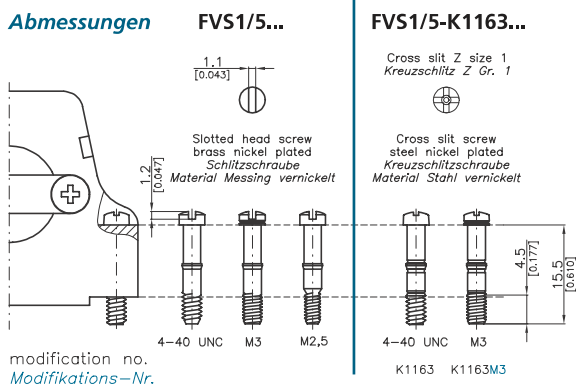 Abmessungen
FVS1/5...
FVS1/5-K1163...
1.1
[0.043]
Cross slit Z size 1
Kreuzschlitz Z Gr. 1
Slotted head screw
brass nickel plated
Schlitzschraube
Material Messing vernickelt
Cross slit screw
steel nickel plated
Kreuzschlitzschraube
Material Stahl vernickelt
1.2
[0.047]
4.5
[0.177]
15.5
[0.610]
4-40 UNC
M3
M2,5
4-40 UNC
M3
modification no.
Modifikations-Nr.
K1163
K1163M3